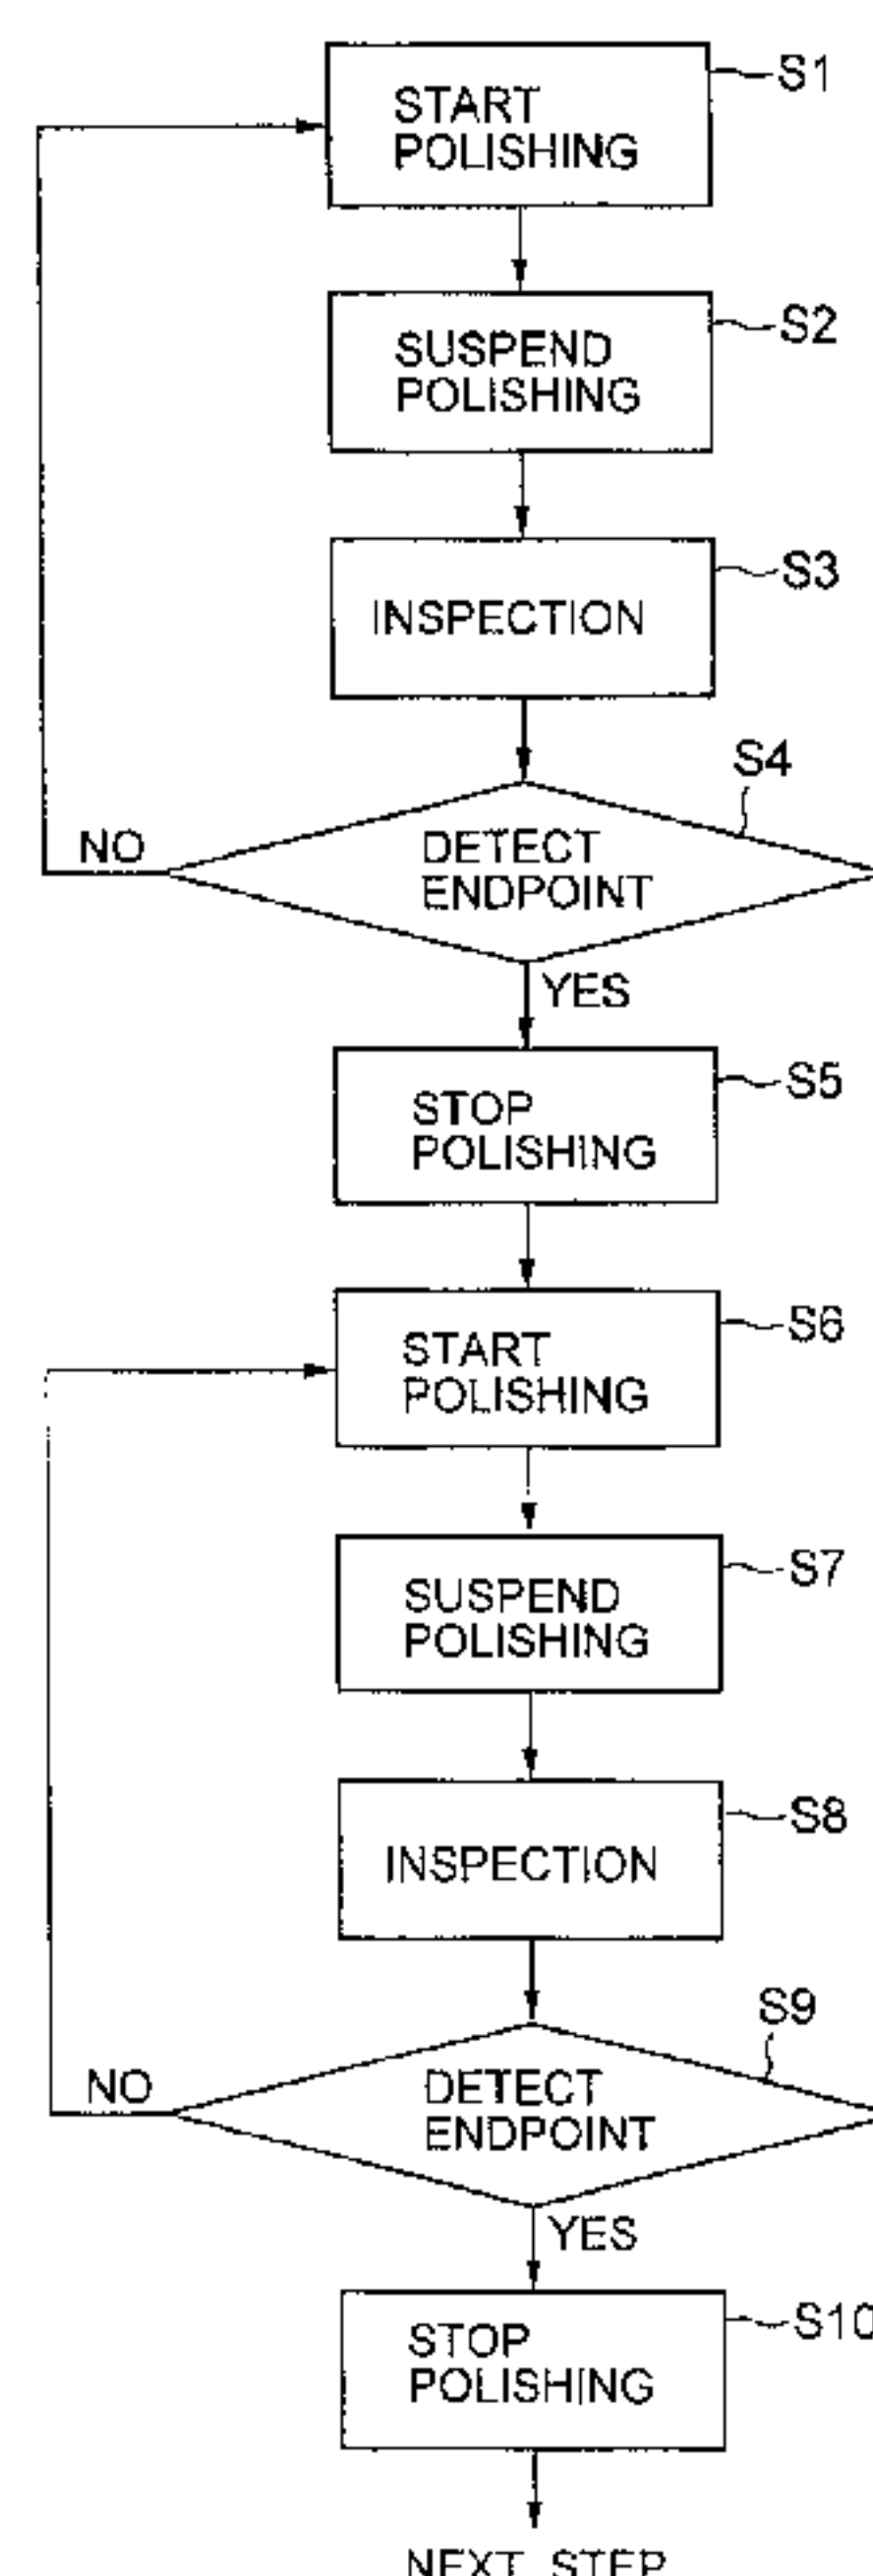 START
POLISHING
S1
SUSPEND
POLISHING
S2
INSPECTION
S3
S4
DETECT
ENDPOINT
NO
YES
STOP
POLISHING
S5
START
POLISHING
S6
SUSPEND
POLISHING
S7
INSPECTION
S8
S9
DETECT
ENDPOINT
NO
YES
STOP
POLISHING
S10
NEXT STEP